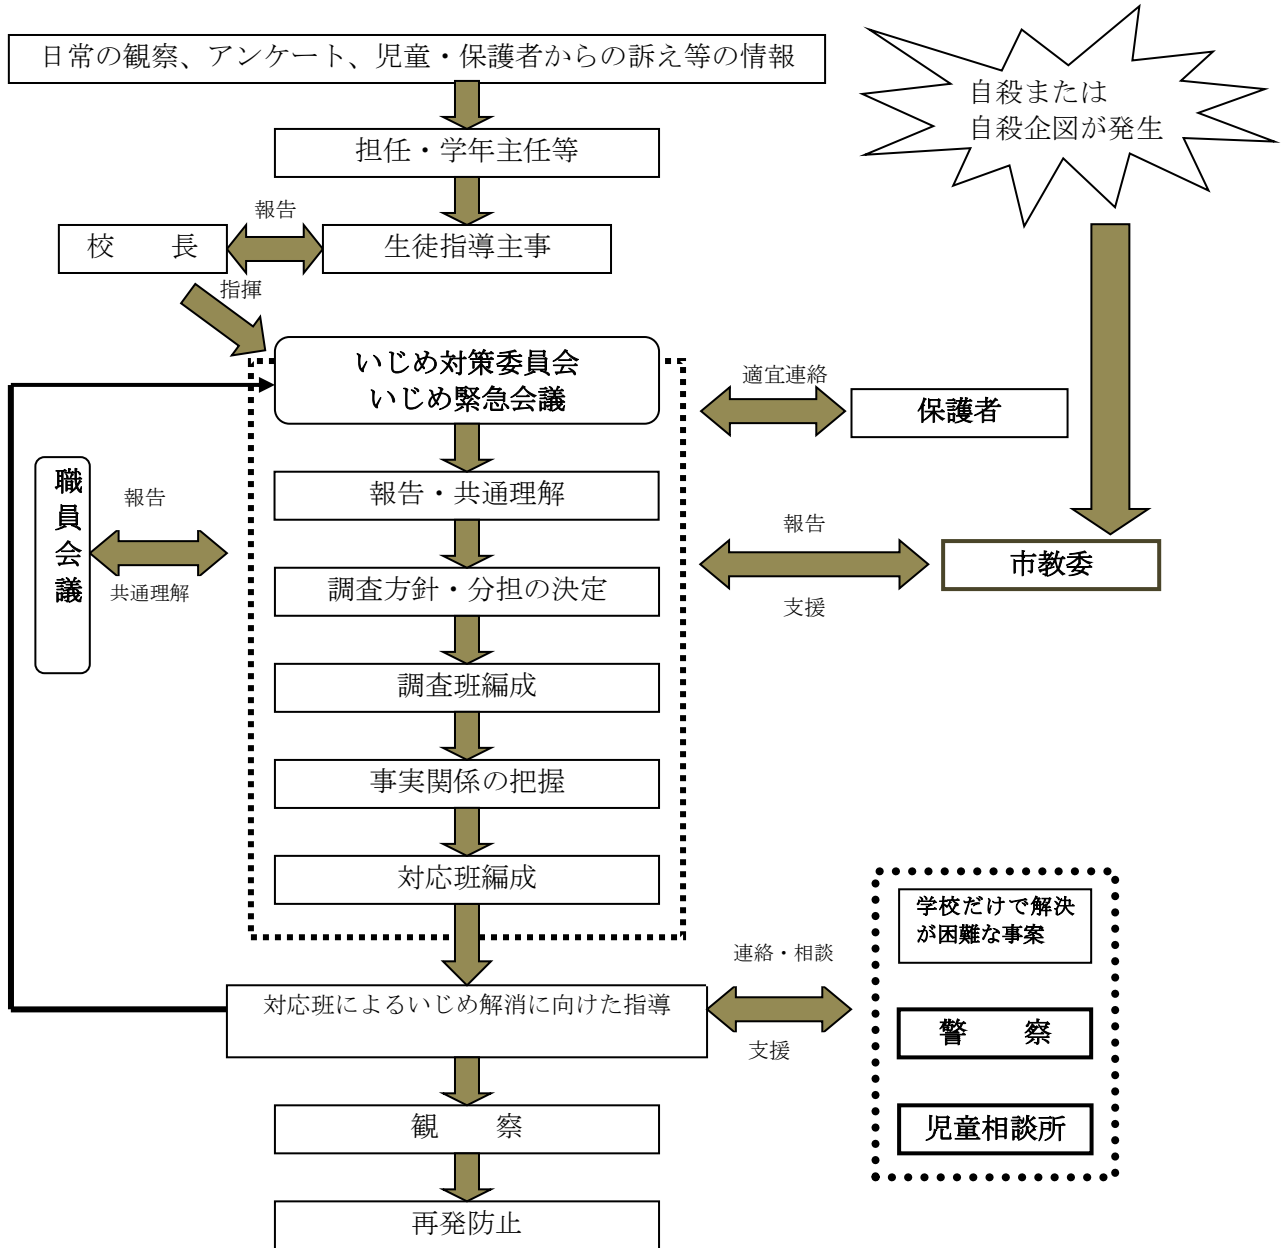 日常の観察、アンケート、児童・保護者からの訴え等の情報
自殺または
自殺企図が発生
担任・学年主任等
報告
校　　長
生徒指導主事
指揮
いじめ対策委員会
いじめ緊急会議
適宜連絡
保護者
職員会議
報告
共通理解
報告・共通理解
報告
市教委
支援
調査方針・分担の決定
調査班編成
事実関係の把握
対応班編成
学校だけで解決
が困難な事案
連絡・相談
対応班によるいじめ解消に向けた指導
支援
警　　察
観　　察
児童相談所
再発防止